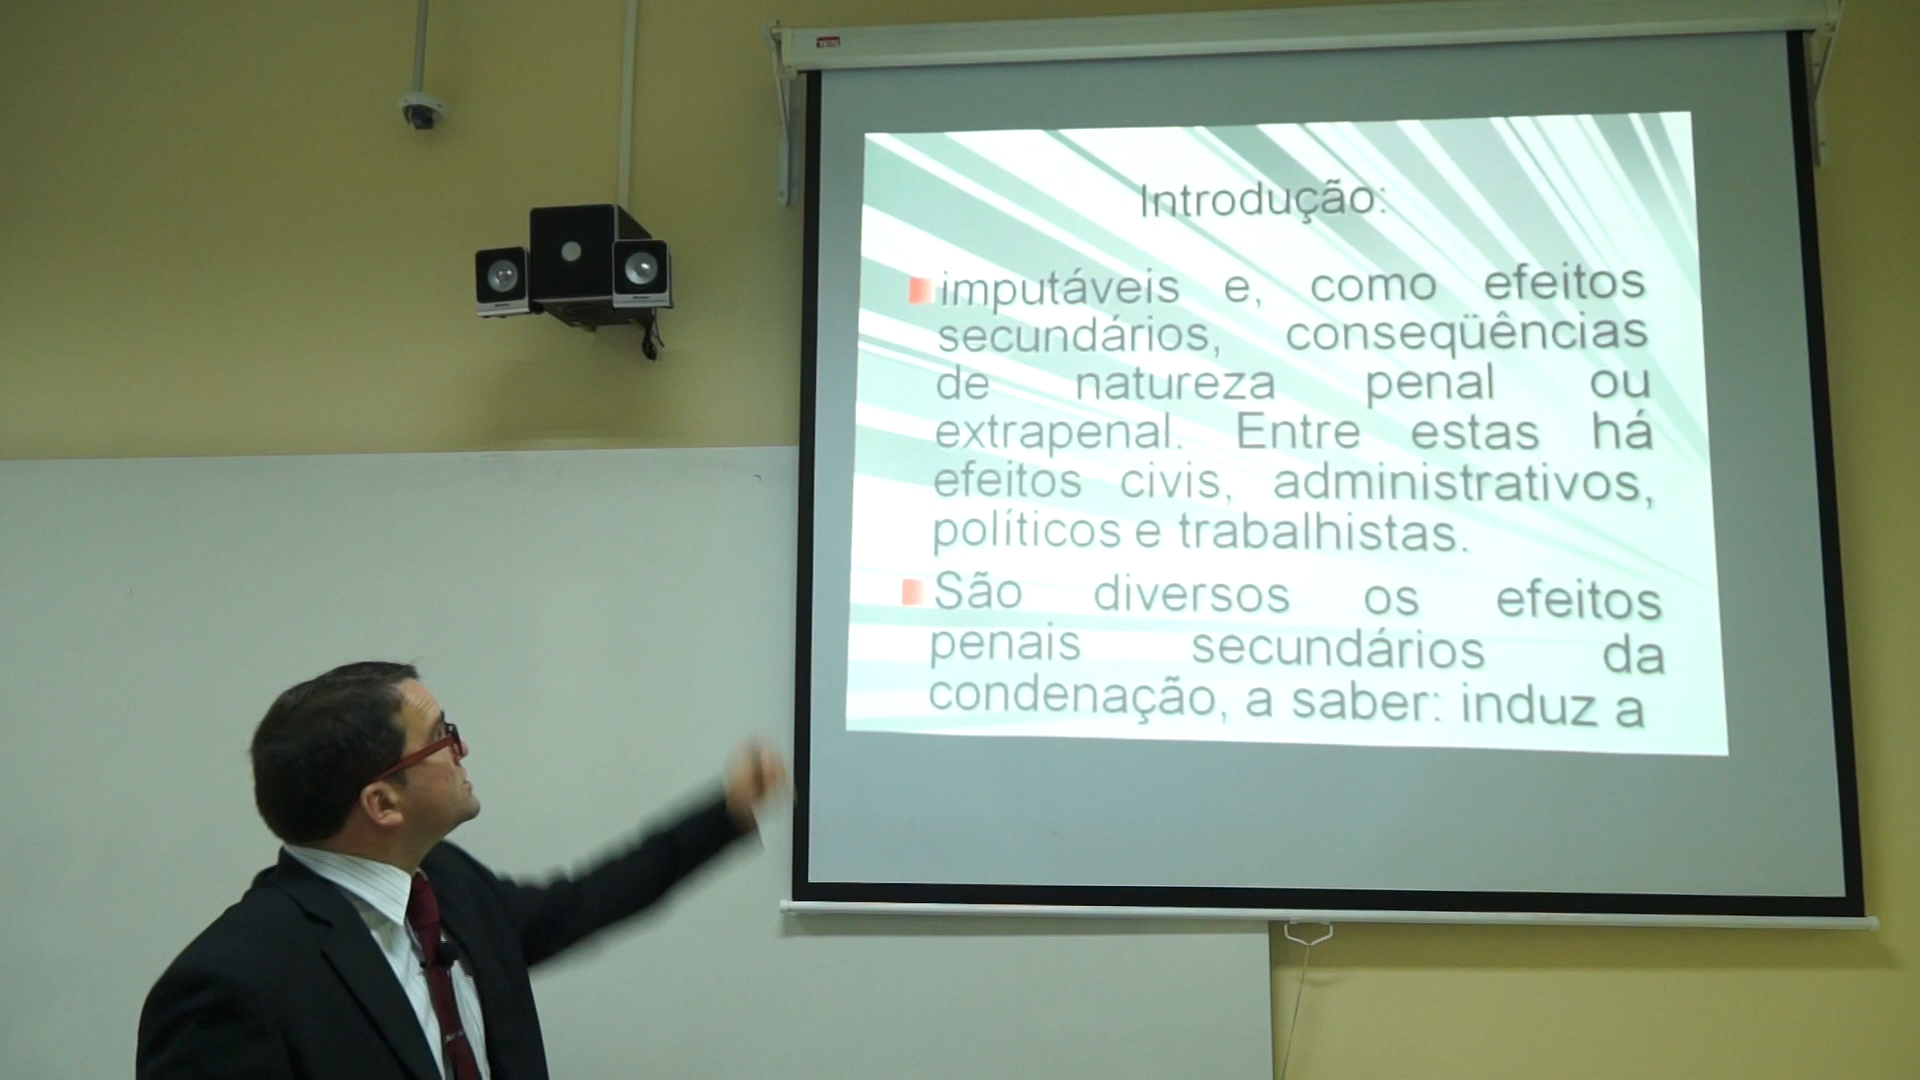 Introdução:
imputáveis e, como efeitos
secundários, conseqüências
de natureza penal ou
extrapenal. Entre estas há
efeitos civis, administrativos,
políticos e trabalhistas.
São diversos os efeitos
penais secundários da
condenação, a saber: induz a